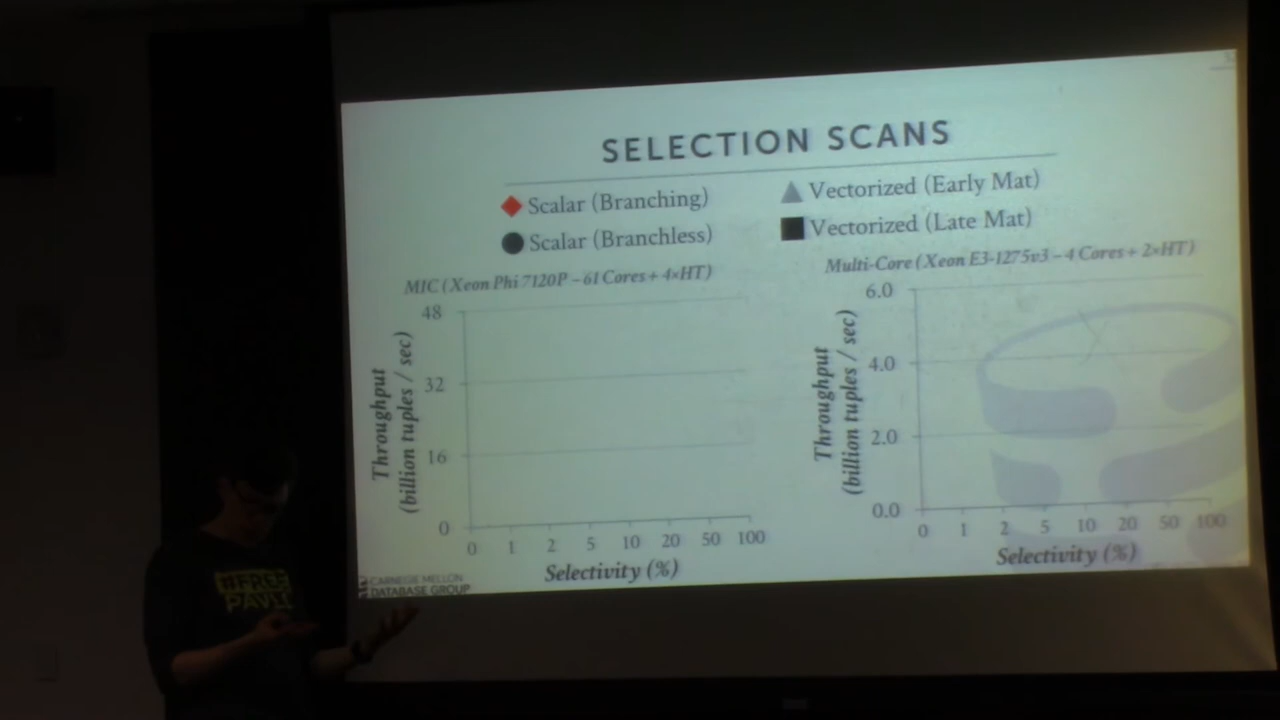 SELECTION SCANS
Scalar (Branching)
Vectorized (Early Mat)
Scalar (Branchless)
Vectorized (Late Mat)
MIC (Xeon Phi 7120P – 61 Cores + 4×HT)
Multi-Core (Xeon E3-1275v3 – 4 Cores + 2×HT)
Throughput
(billion tuples / sec)
48
32
16
0
0 1 2 5 10 20 50 100
Selectivity (%)
Throughput
(billion tuples / sec)
6.0
4.0
2.0
0.0
0 1 2 5 10 20 50 100
Selectivity (%)
CARNEGIE MELLON
DATABASE GROUP
#FREE